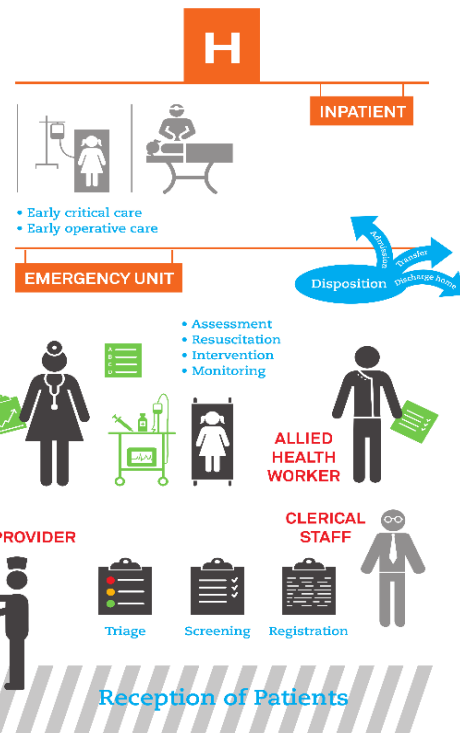 H
INPATIENT
• Early critical care
• Early operative care
Admission
Transfer
Discharge home
Disposition
EMERGENCY UNIT
• Assessment
• Resuscitation
• Intervention
• Monitoring
A
B
C
D
ALLIED
HEALTH
WORKER
CLERICAL
STAFF
PROVIDER
Triage
Screening
Registration
Reception of Patients